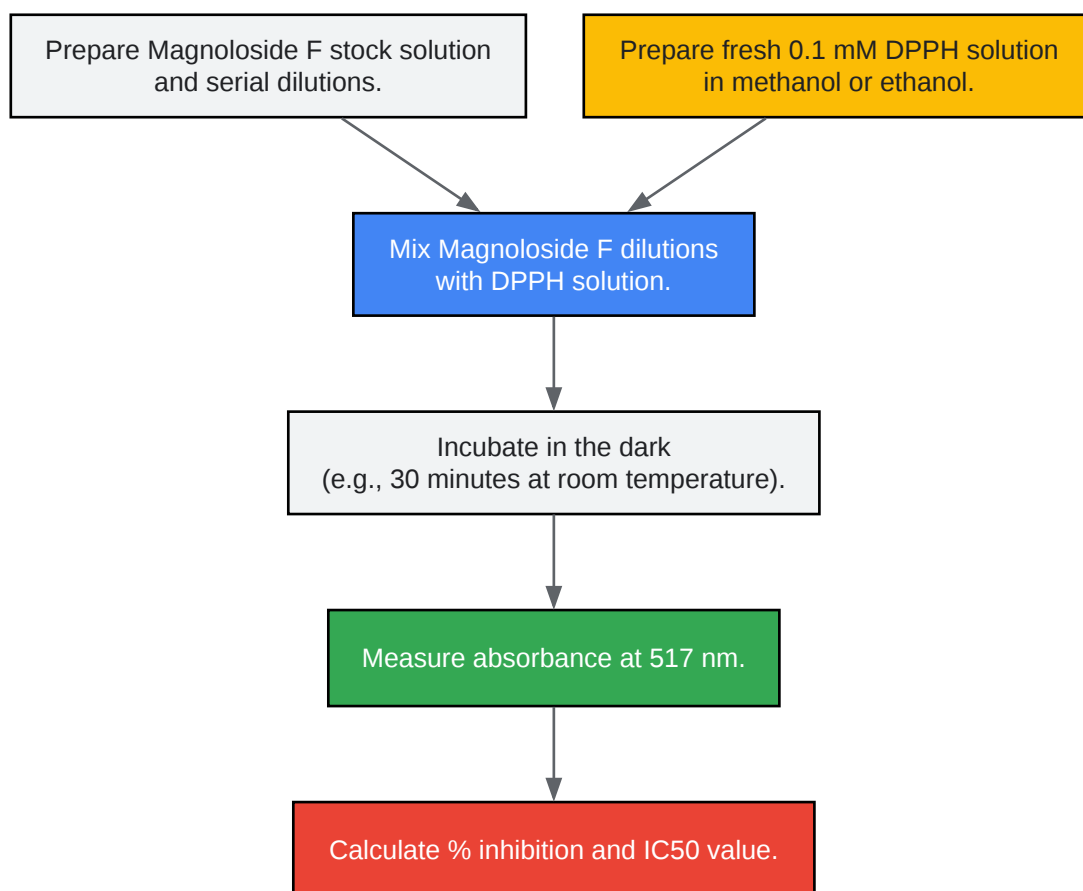 Prepare Magnoloside F stock solution
and serial dilutions.
Prepare fresh 0.1 mM DPPH solution
in methanol or ethanol.
Mix Magnoloside F dilutions
with DPPH solution.
Incubate in the dark
(e.g., 30 minutes at room temperature).
Measure absorbance at 517 nm.
Calculate % inhibition and IC50 value.